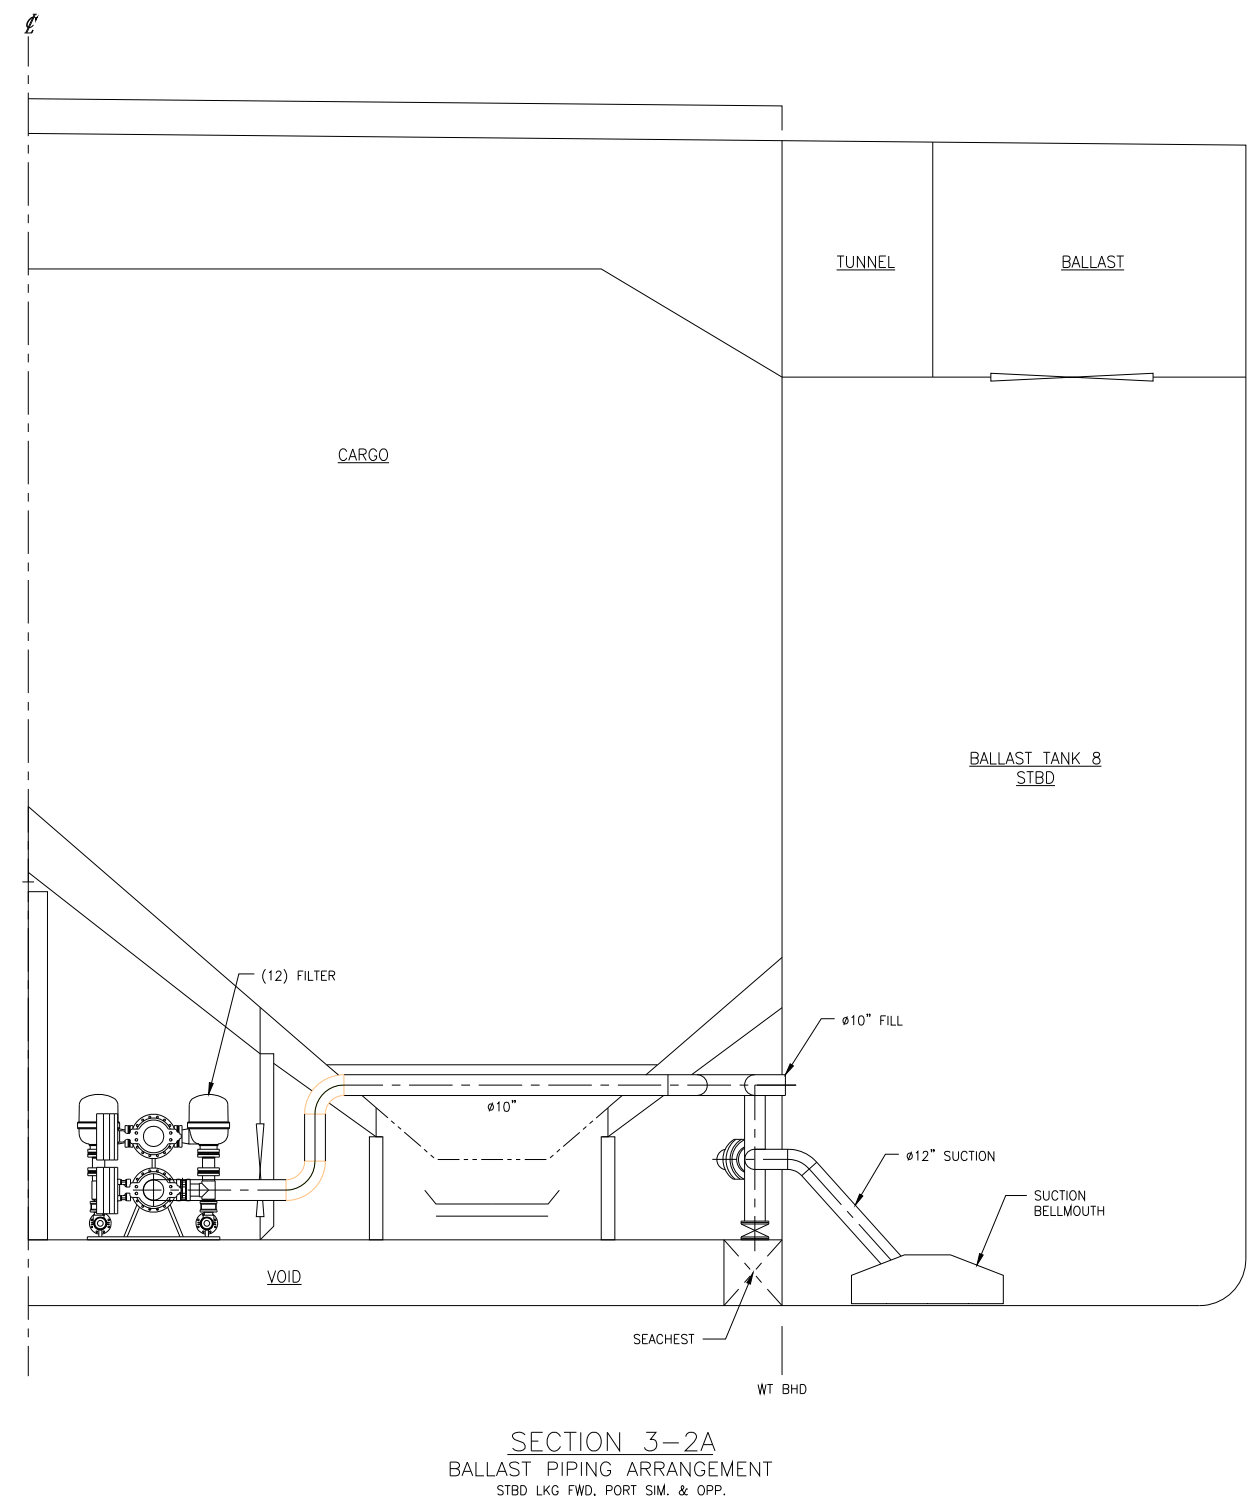 ℄
TUNNEL
BALLAST
CARGO
BALLAST TANK 8
STBD
(12) FILTER
ø10" FILL
ø10"
ø12" SUCTION
SUCTION
BELLMOUTH
VOID
SEACHEST
WT BHD
SECTION 3-2A
BALLAST PIPING ARRANGEMENT
STBD LKG FWD, PORT SIM. & OPP.